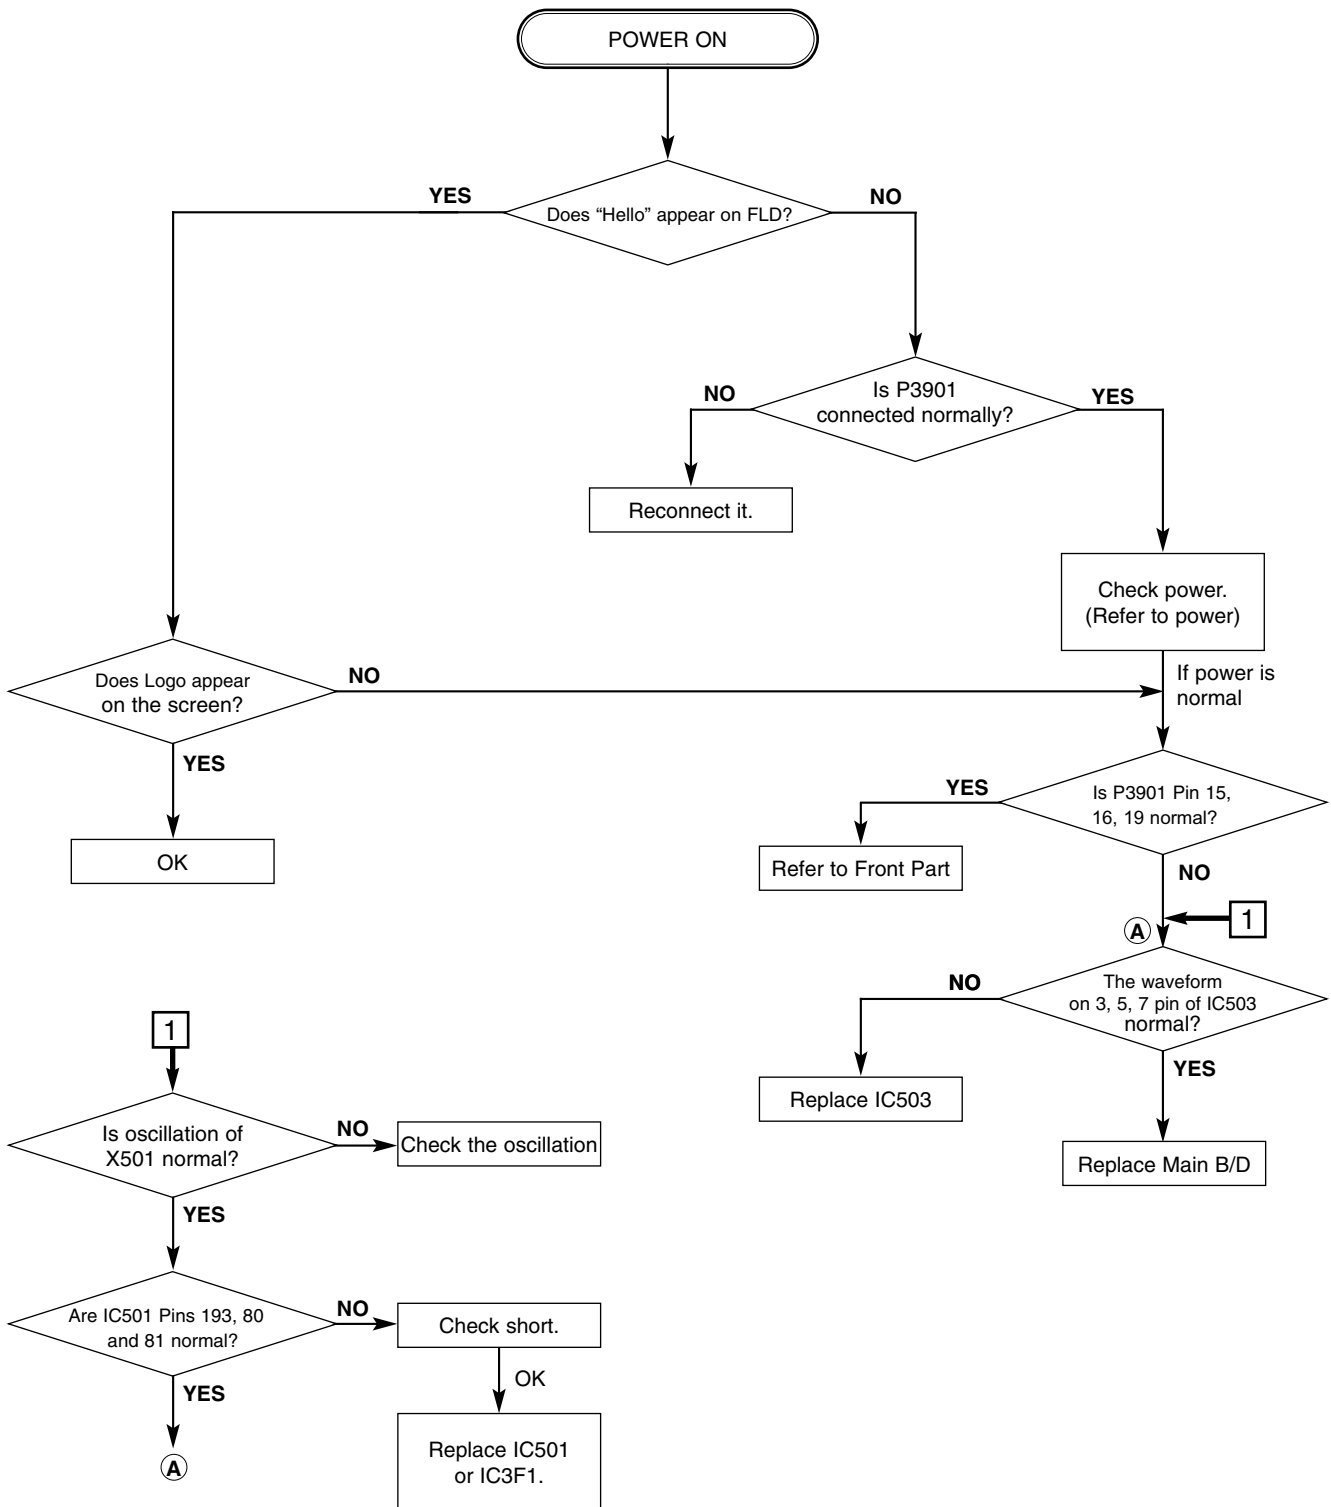 POWER ON
YES
NO
Does “Hello” appear on FLD?
NO
Is P3901
connected normally?
YES
Reconnect it.
Check power.
(Refer to power)
If power is
normal
Does Logo appear
on the screen?
NO
YES
OK
YES
Is P3901 Pin 15,
16, 19 normal?
Refer to Front Part
NO
1
A
NO
The waveform
on 3, 5, 7 pin of IC503
normal?
YES
Replace IC503
Replace Main B/D
1
Is oscillation of
X501 normal?
NO
Check the oscillation
YES
Are IC501 Pins 193, 80
and 81 normal?
NO
Check short.
OK
YES
Replace IC501
or IC3F1.
A